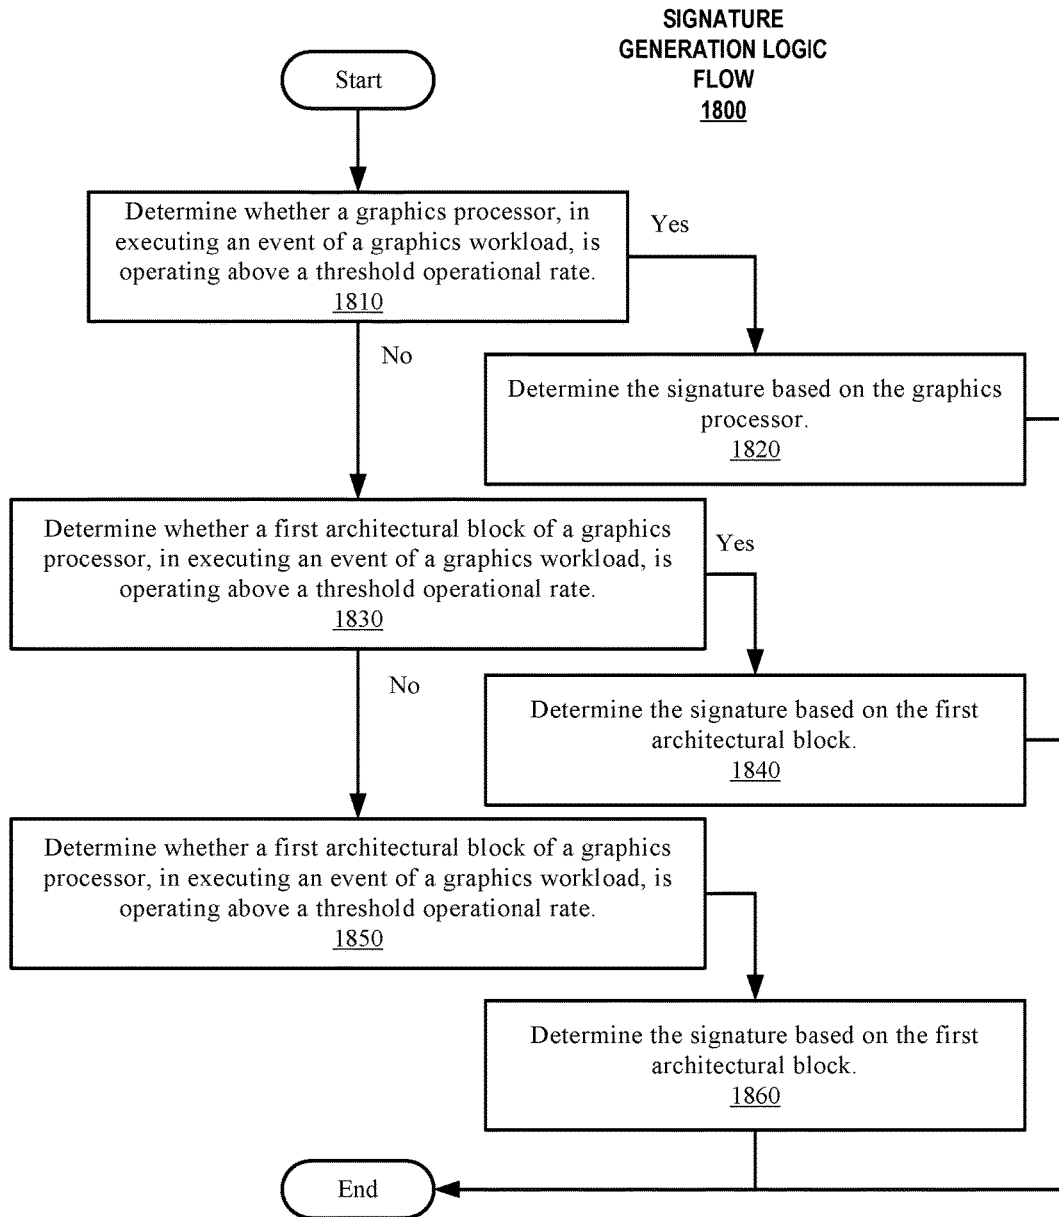 SIGNATURE
GENERATION LOGIC
FLOW
1800
Start
Determine whether a graphics processor, in
executing an event of a graphics workload, is
operating above a threshold operational rate.
1810
Yes
No
Determine the signature based on the graphics
processor.
1820
Determine whether a first architectural block of a graphics
processor, in executing an event of a graphics workload, is
operating above a threshold operational rate.
1830
Yes
No
Determine the signature based on the first
architectural block.
1840
Determine whether a first architectural block of a graphics
processor, in executing an event of a graphics workload, is
operating above a threshold operational rate.
1850
Determine the signature based on the first
architectural block.
1860
End